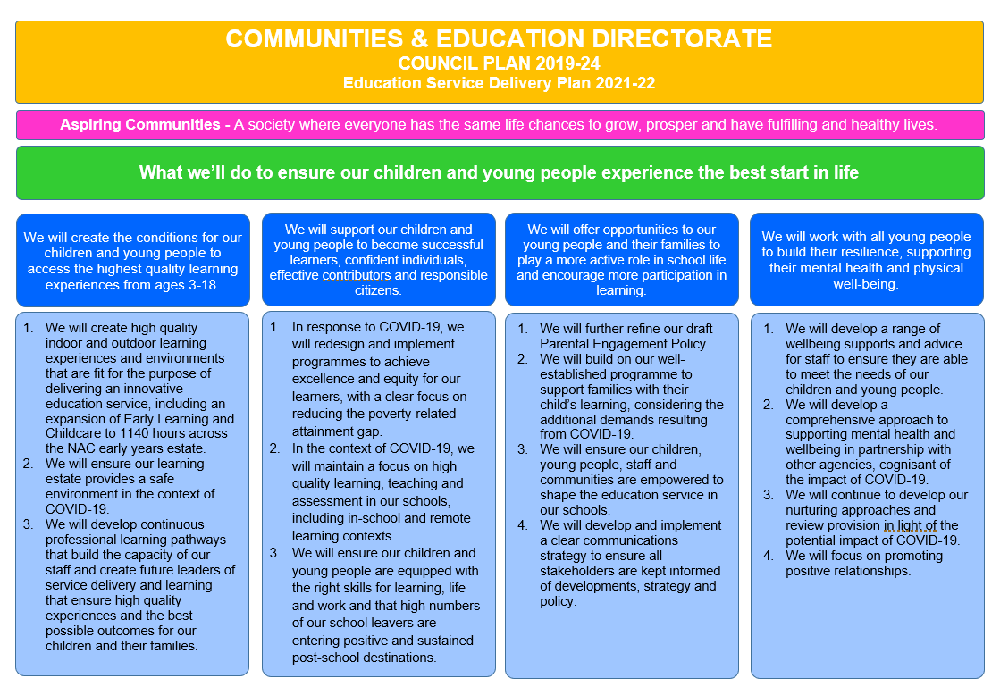 COMMUNITIES & EDUCATION DIRECTORATE
COUNCIL PLAN 2019-24
Education Service Delivery Plan 2021-22
Aspiring Communities - A society where everyone has the same life chances to grow, prosper and have fulfilling and healthy lives.
What we’ll do to ensure our children and young people experience the best start in life
We will create the conditions for our
children and young people to
access the highest quality learning
experiences from ages 3-18.
1. We will create high quality
indoor and outdoor learning
experiences and environments
that are fit for the purpose of
delivering an innovative
education service, including an
expansion of Early Learning and
Childcare to 1140 hours across
the NAC early years estate.
2. We will ensure our learning
estate provides a safe
environment in the context of
COVID-19.
3. We will develop continuous
professional learning pathways
that build the capacity of our
staff and create future leaders of
service delivery and learning
that ensure high quality
experiences and the best
possible outcomes for our
children and their families.
We will support our children and
young people to become successful
learners, confident individuals,
effective contributors and responsible
citizens.
1. In response to COVID-19, we
will redesign and implement
programmes to achieve
excellence and equity for our
learners, with a clear focus on
reducing the poverty-related
attainment gap.
2. In the context of COVID-19, we
will maintain a focus on high
quality learning, teaching and
assessment in our schools,
including in-school and remote
learning contexts.
3. We will ensure our children and
young people are equipped with
the right skills for learning, life
and work and that high numbers
of our school leavers are
entering positive and sustained
post-school destinations.
We will offer opportunities to our
young people and their families to
play a more active role in school life
and encourage more participation in
learning.
1. We will further refine our draft
Parental Engagement Policy.
2. We will build on our well-
established programme to
support families with their
child’s learning, considering the
additional demands resulting
from COVID-19.
3. We will ensure our children,
young people, staff and
communities are empowered to
shape the education service in
our schools.
4. We will develop and implement
a clear communications
strategy to ensure all
stakeholders are kept informed
of developments, strategy and
policy.
We will work with all young people
to build their resilience, supporting
their mental health and physical
well-being.
1. We will develop a range of
wellbeing supports and advice
for staff to ensure they are able
to meet the needs of our
children and young people.
2. We will develop a
comprehensive approach to
supporting mental health and
wellbeing in partnership with
other agencies, cognisant of
the impact of COVID-19.
3. We will continue to develop our
nurturing approaches and
review provision in light of the
potential impact of COVID-19.
4. We will focus on promoting
positive relationships.